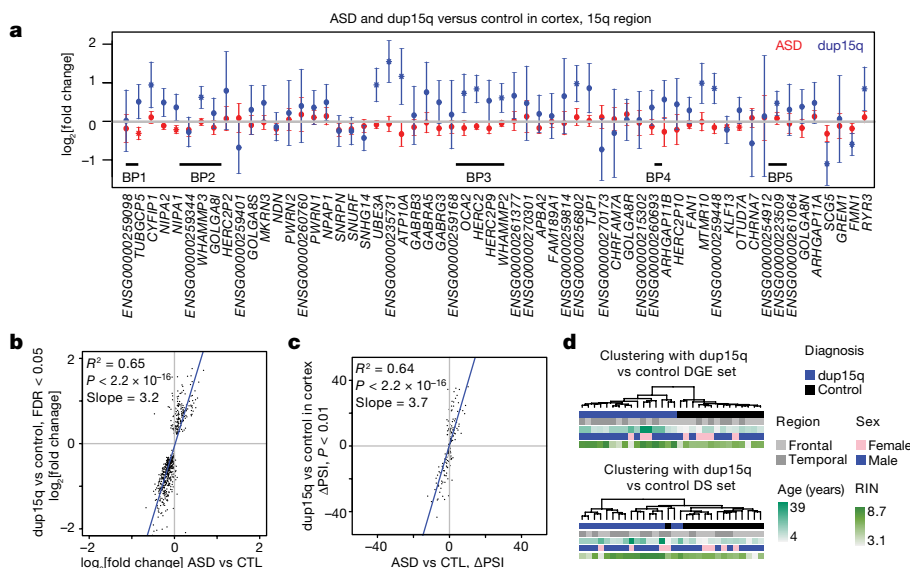 ASD and dup15q versus control in cortex, 15q region
a
log2[fold change]
2
1
0
−1
ASD dup15q
BP1 BP2 BP3 BP4 BP5
ENSG00000259098
TUBGCP5
CYFIP1
NIPA2
NIPA1
ENSG00000259344
WHAMMP3
GOLGA8I
HERC2P2
ENSG00000259401
GOLGA8S
MKRN3
NDN
PWRN2
ENSG00000260760
PWRN1
NPAP1
SNRPN
SNURF
SNHG14
UBE3A
ENSG00000235731
ATP10A
GABRB3
GABRA5
GABRG3
ENSG00000259168
OCA2
HERC2
HERC2P9
WHAMMP2
ENSG00000261377
ENSG00000270301
APBA2
FAM189A1
ENSG00000259814
ENSG00000256802
TJP1
ENSG00000270173
CHRFAM7A
GOLGA8R
ENSG00000215302
ENSG00000260693
ARHGAP11B
HERC2P10
FAN1
MTMR10
ENSG00000259448
KLF13
OTUD7A
CHRNA7
ENSG00000254912
ENSG00000223509
ENSG00000261064
GOLGA8N
ARHGAP11A
SCG5
GREM1
FMN1
RYR3
b
dup15q vs control, FDR < 0.05
log2[fold change]
R² = 0.65
P < 2.2 × 10⁻¹⁶
Slope = 3.2
2
1
0
−1
−2
−2 0 2
log2[fold change] ASD vs CTL
c
dup15q vs control in cortex
ΔPSI, P < 0.01
R² = 0.64
P < 2.2 × 10⁻¹⁶
Slope = 3.7
40
0
−40
−40 0 40
ASD vs CTL, ΔPSI
d
Clustering with dup15q
vs control DGE set
Clustering with dup15q
vs control DS set
Diagnosis
dup15q
Control
Region
Frontal
Temporal
Sex
Female
Male
Age (years)
39
4
RIN
8.7
3.1